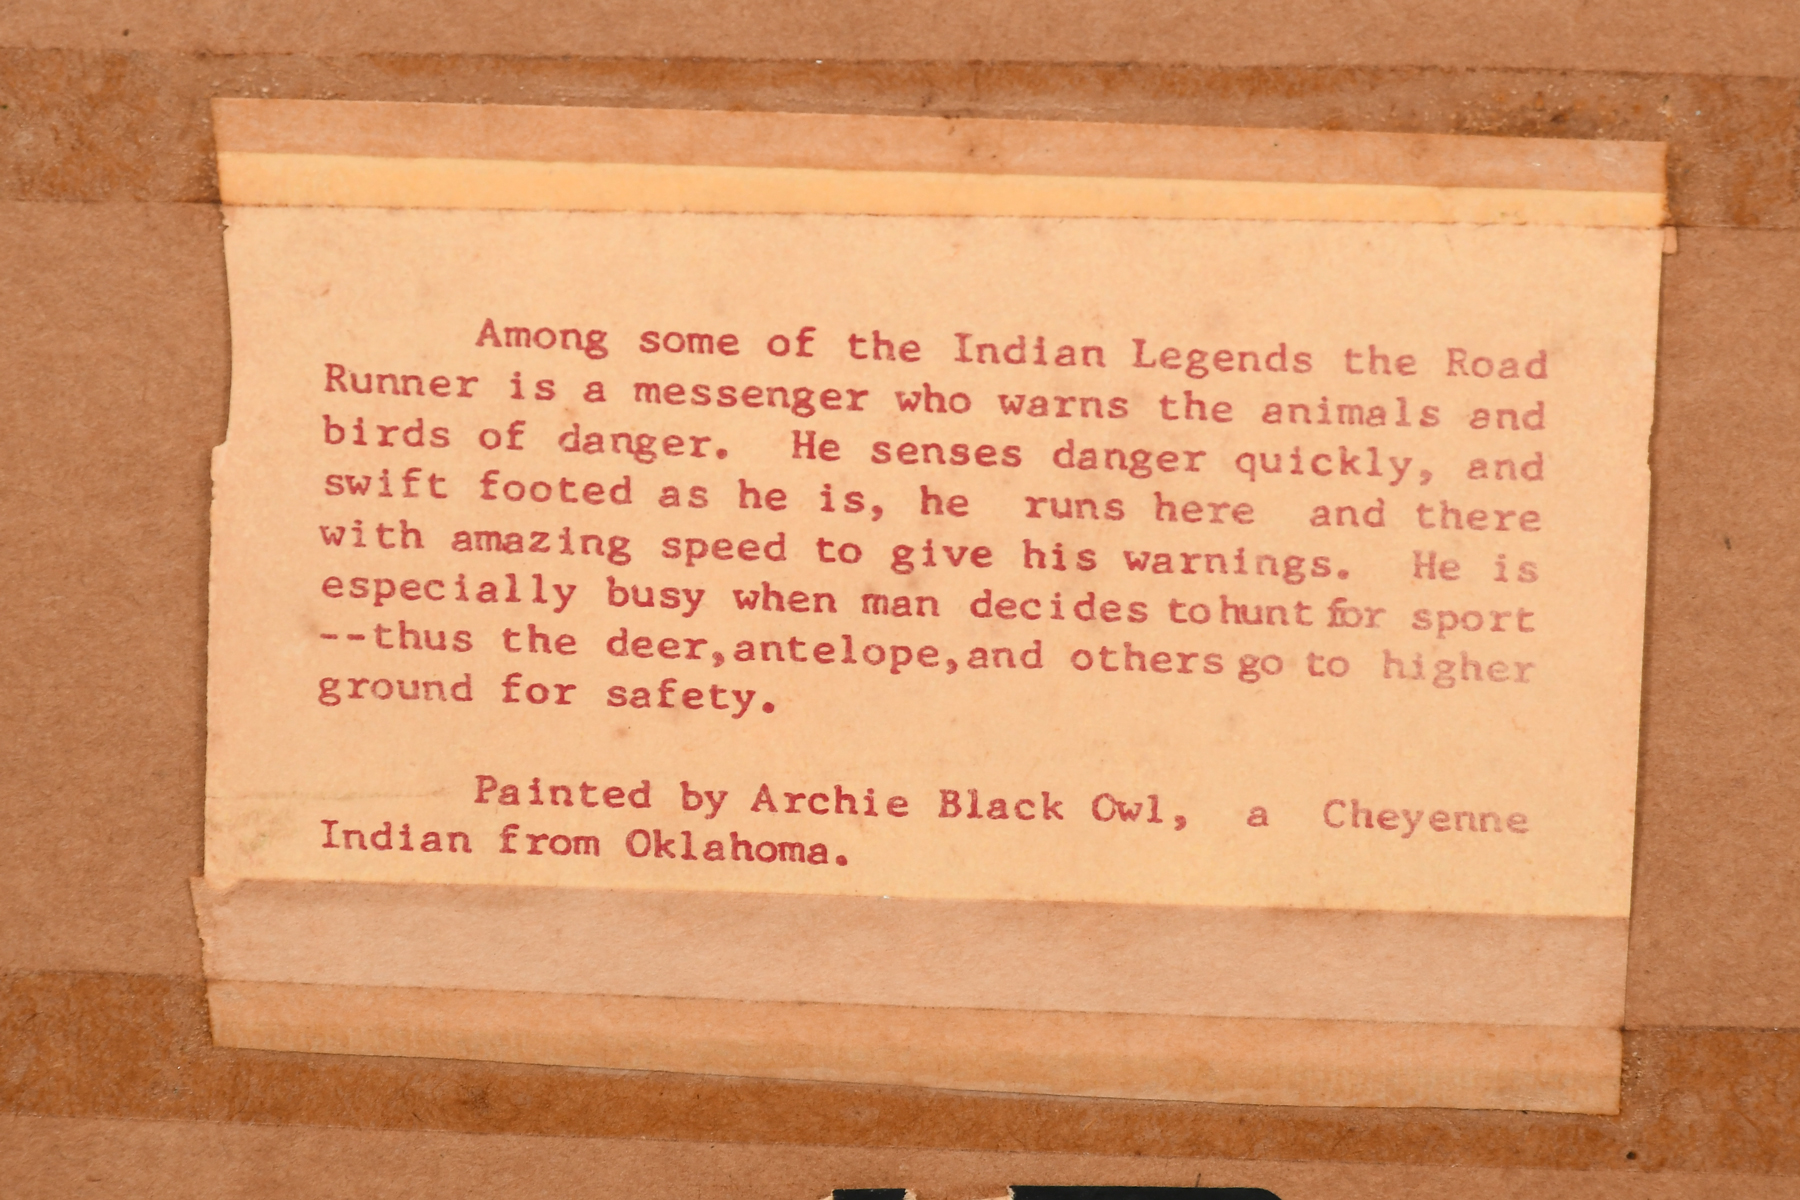 Among some of the Indian Legends the Road
Runner is a messenger who warns the animals and
birds of danger.  He senses danger quickly, and
swift footed as he is, he  runs here  and there
with amazing speed to give his warnings.  He is
especially busy when man decides to hunt for sport
--thus the deer,antelope,and others go to higher
ground for safety.
Painted by Archie Black Owl,  a  Cheyenne
Indian from Oklahoma.